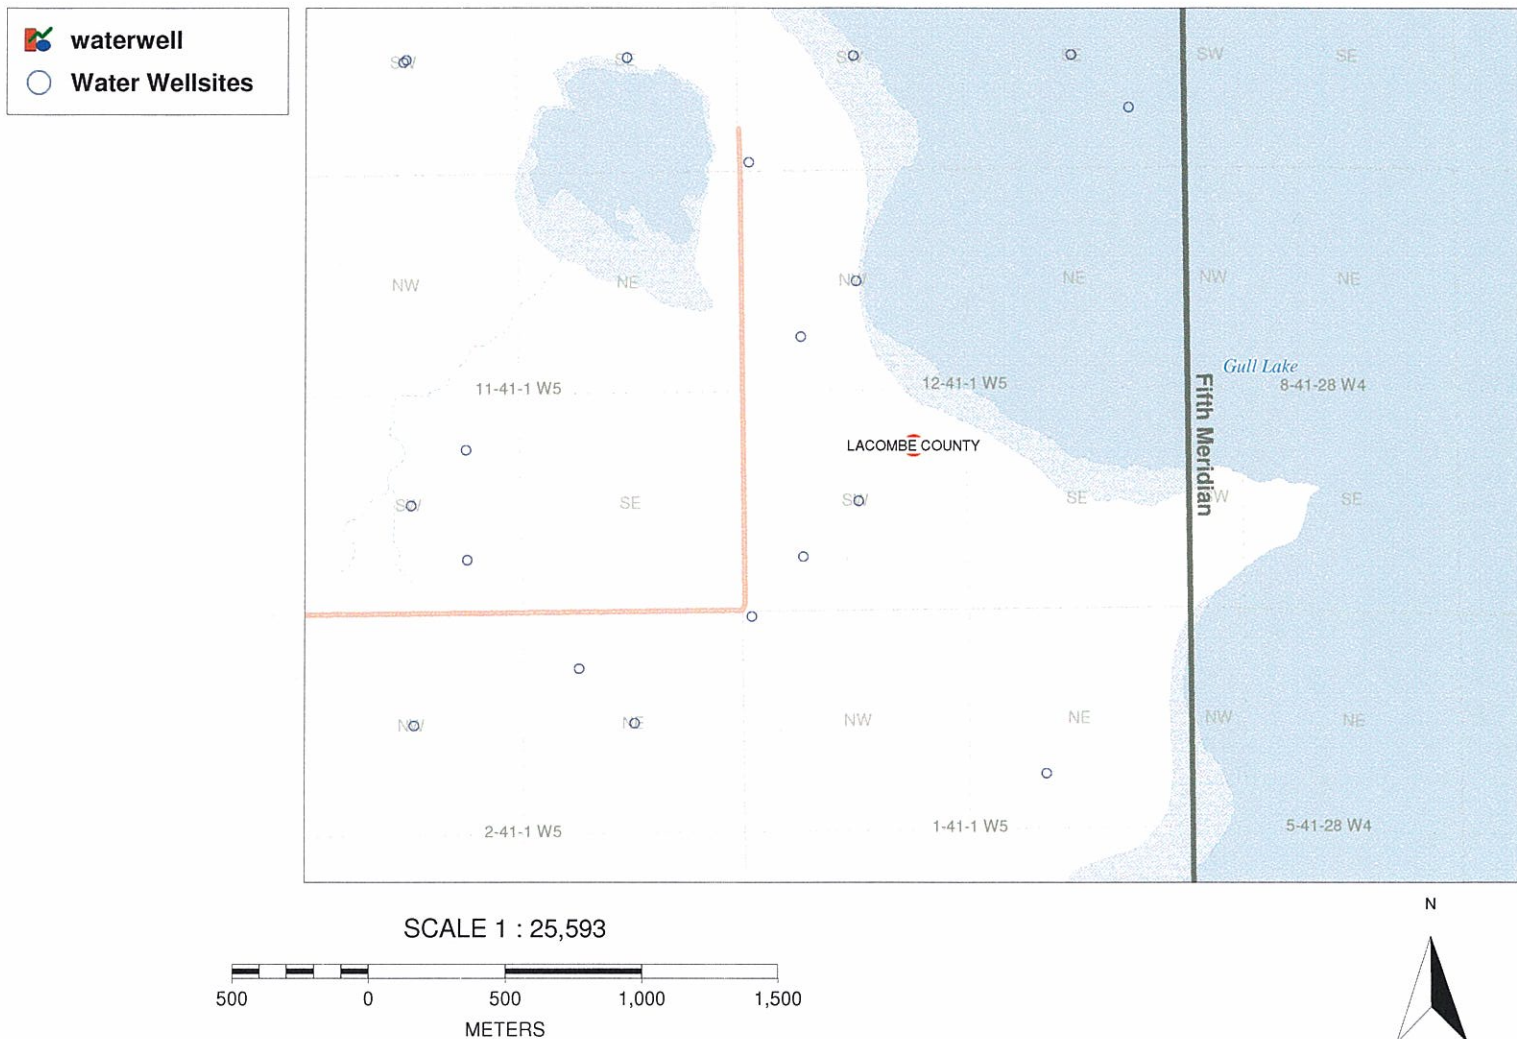 waterwell
Water Wellsites
SW
SE
SW
SE
SW
SE
NW
NE
NW
NE
NW
NE
Gull Lake
11-41-1 W5
12-41-1 W5
8-41-28 W4
Fifth Meridian
LACOMBE COUNTY
SW
SE
SW
SE
SW
SE
NW
NE
NW
NE
NW
NE
2-41-1 W5
1-41-1 W5
5-41-28 W4
SCALE 1 : 25,593
500 0 500 1,000 1,500
METERS
N